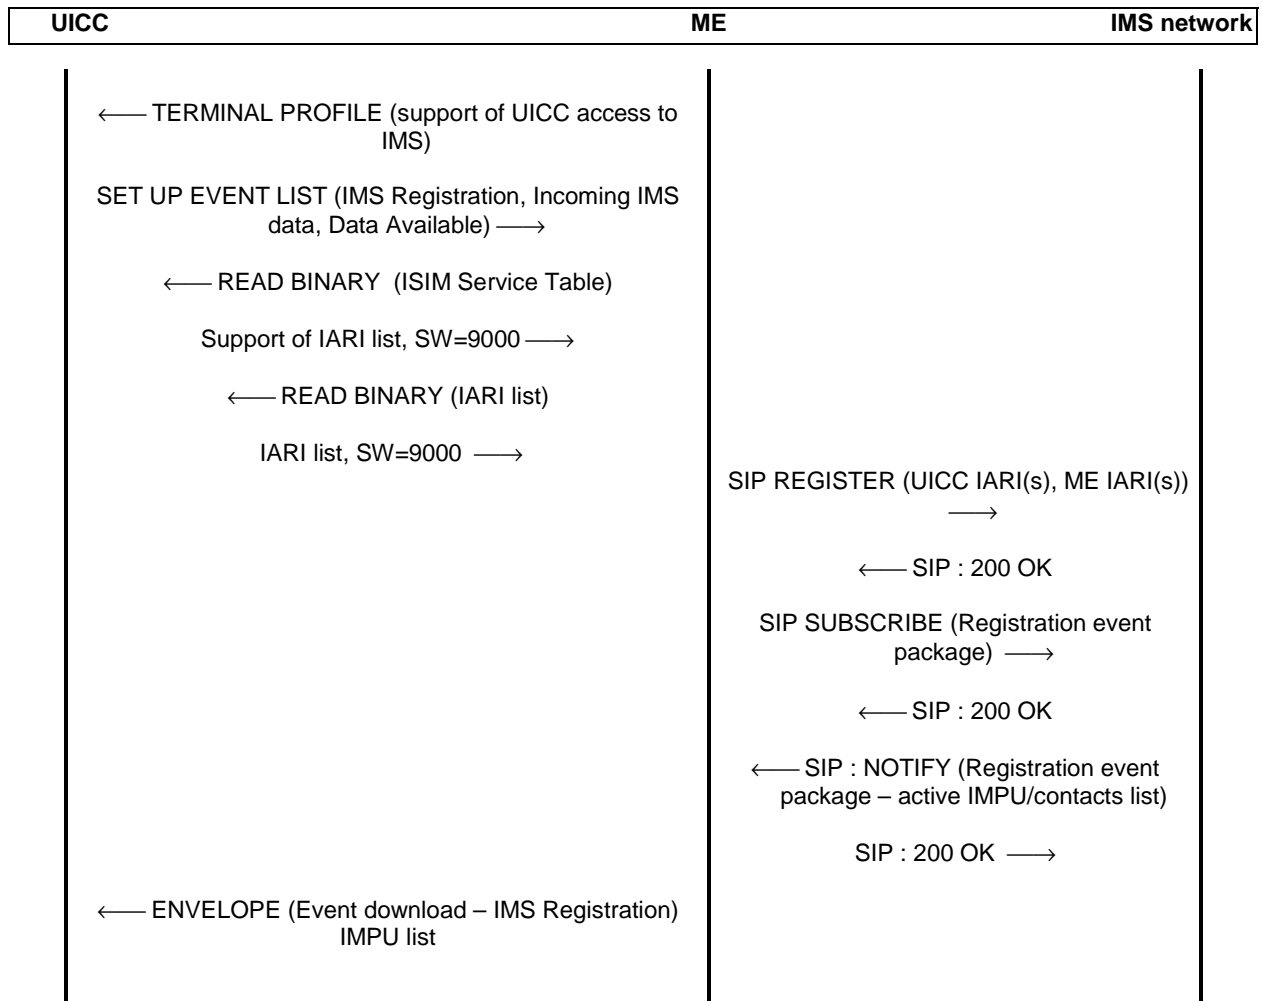 UICC ME IMS network
⟵ TERMINAL PROFILE (support of UICC access to
IMS)
SET UP EVENT LIST (IMS Registration, Incoming IMS
data, Data Available) ⟶
⟵ READ BINARY (ISIM Service Table)
Support of IARI list, SW=9000 ⟶
⟵ READ BINARY (IARI list)
IARI list, SW=9000 ⟶
SIP REGISTER (UICC IARI(s), ME IARI(s))
⟶
⟵ SIP : 200 OK
SIP SUBSCRIBE (Registration event
package) ⟶
⟵ SIP : 200 OK
⟵ SIP : NOTIFY (Registration event
package – active IMPU/contacts list)
SIP : 200 OK ⟶
⟵ ENVELOPE (Event download – IMS Registration)
IMPU list